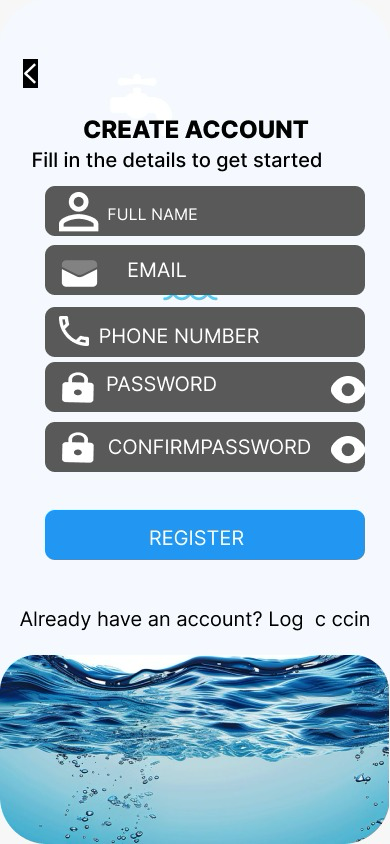 CREATE ACCOUNT
Fill in the details to get started
FULL NAME
EMAIL
PHONE NUMBER
PASSWORD
CONFIRMPASSWORD
REGISTER
Already have an account? Log c ccin